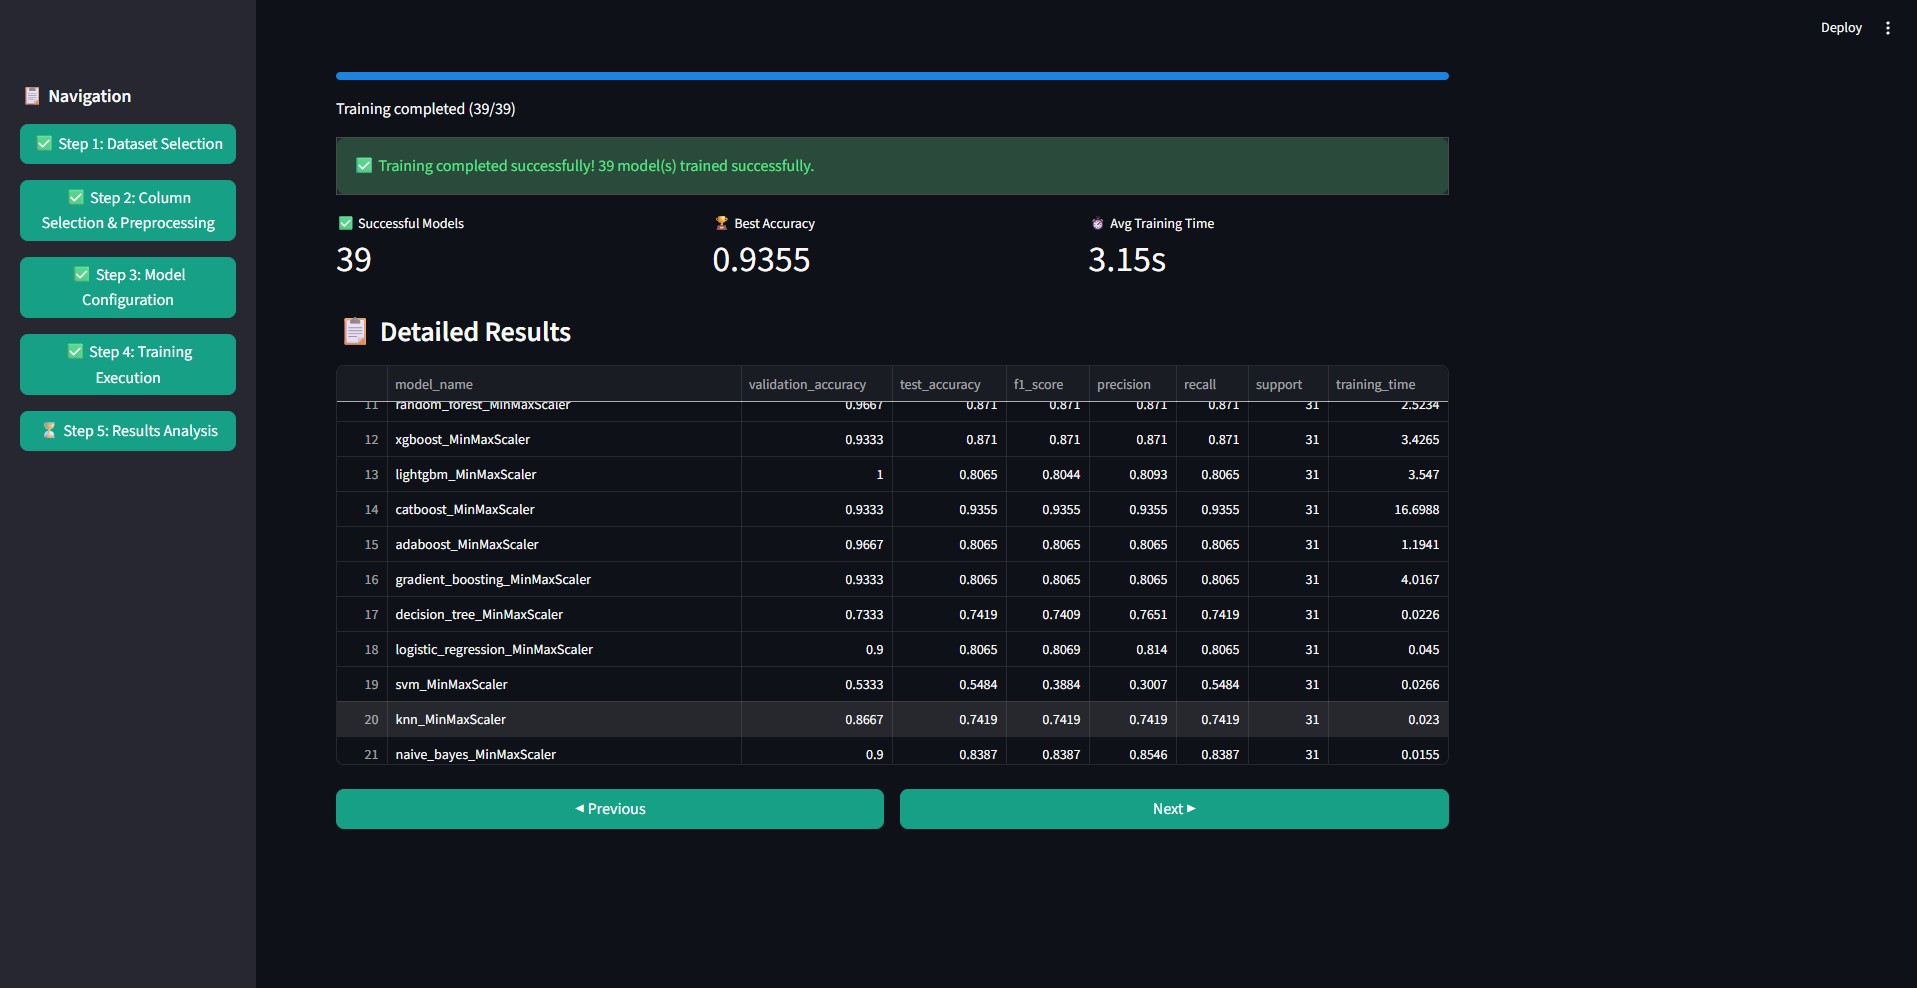 Deploy
Navigation
Step 1: Dataset Selection
Step 2: Column
Selection & Preprocessing
Step 3: Model
Configuration
Step 4: Training
Execution
Step 5: Results Analysis
Training completed (39/39)
Training completed successfully! 39 model(s) trained successfully.
Successful Models
39
Best Accuracy
0.9355
Avg Training Time
3.15s
Detailed Results
model_name validation_accuracy test_accuracy f1_score precision recall support training_time
11 random_forest_MinMaxScaler 0.9667 0.871 0.871 0.871 0.871 31 2.5234
12 xgboost_MinMaxScaler 0.9333 0.871 0.871 0.871 0.871 31 3.4265
13 lightgbm_MinMaxScaler 1 0.8065 0.8044 0.8093 0.8065 31 3.547
14 catboost_MinMaxScaler 0.9333 0.9355 0.9355 0.9355 0.9355 31 16.6988
15 adaboost_MinMaxScaler 0.9667 0.8065 0.8065 0.8065 0.8065 31 1.1941
16 gradient_boosting_MinMaxScaler 0.9333 0.8065 0.8065 0.8065 0.8065 31 4.0167
17 decision_tree_MinMaxScaler 0.7333 0.7419 0.7409 0.7651 0.7419 31 0.0226
18 logistic_regression_MinMaxScaler 0.9 0.8065 0.8069 0.814 0.8065 31 0.045
19 svm_MinMaxScaler 0.5333 0.5484 0.3884 0.3007 0.5484 31 0.0266
20 knn_MinMaxScaler 0.8667 0.7419 0.7419 0.7419 0.7419 31 0.023
21 naive_bayes_MinMaxScaler 0.9 0.8387 0.8387 0.8546 0.8387 31 0.0155
◄ Previous
Next ►